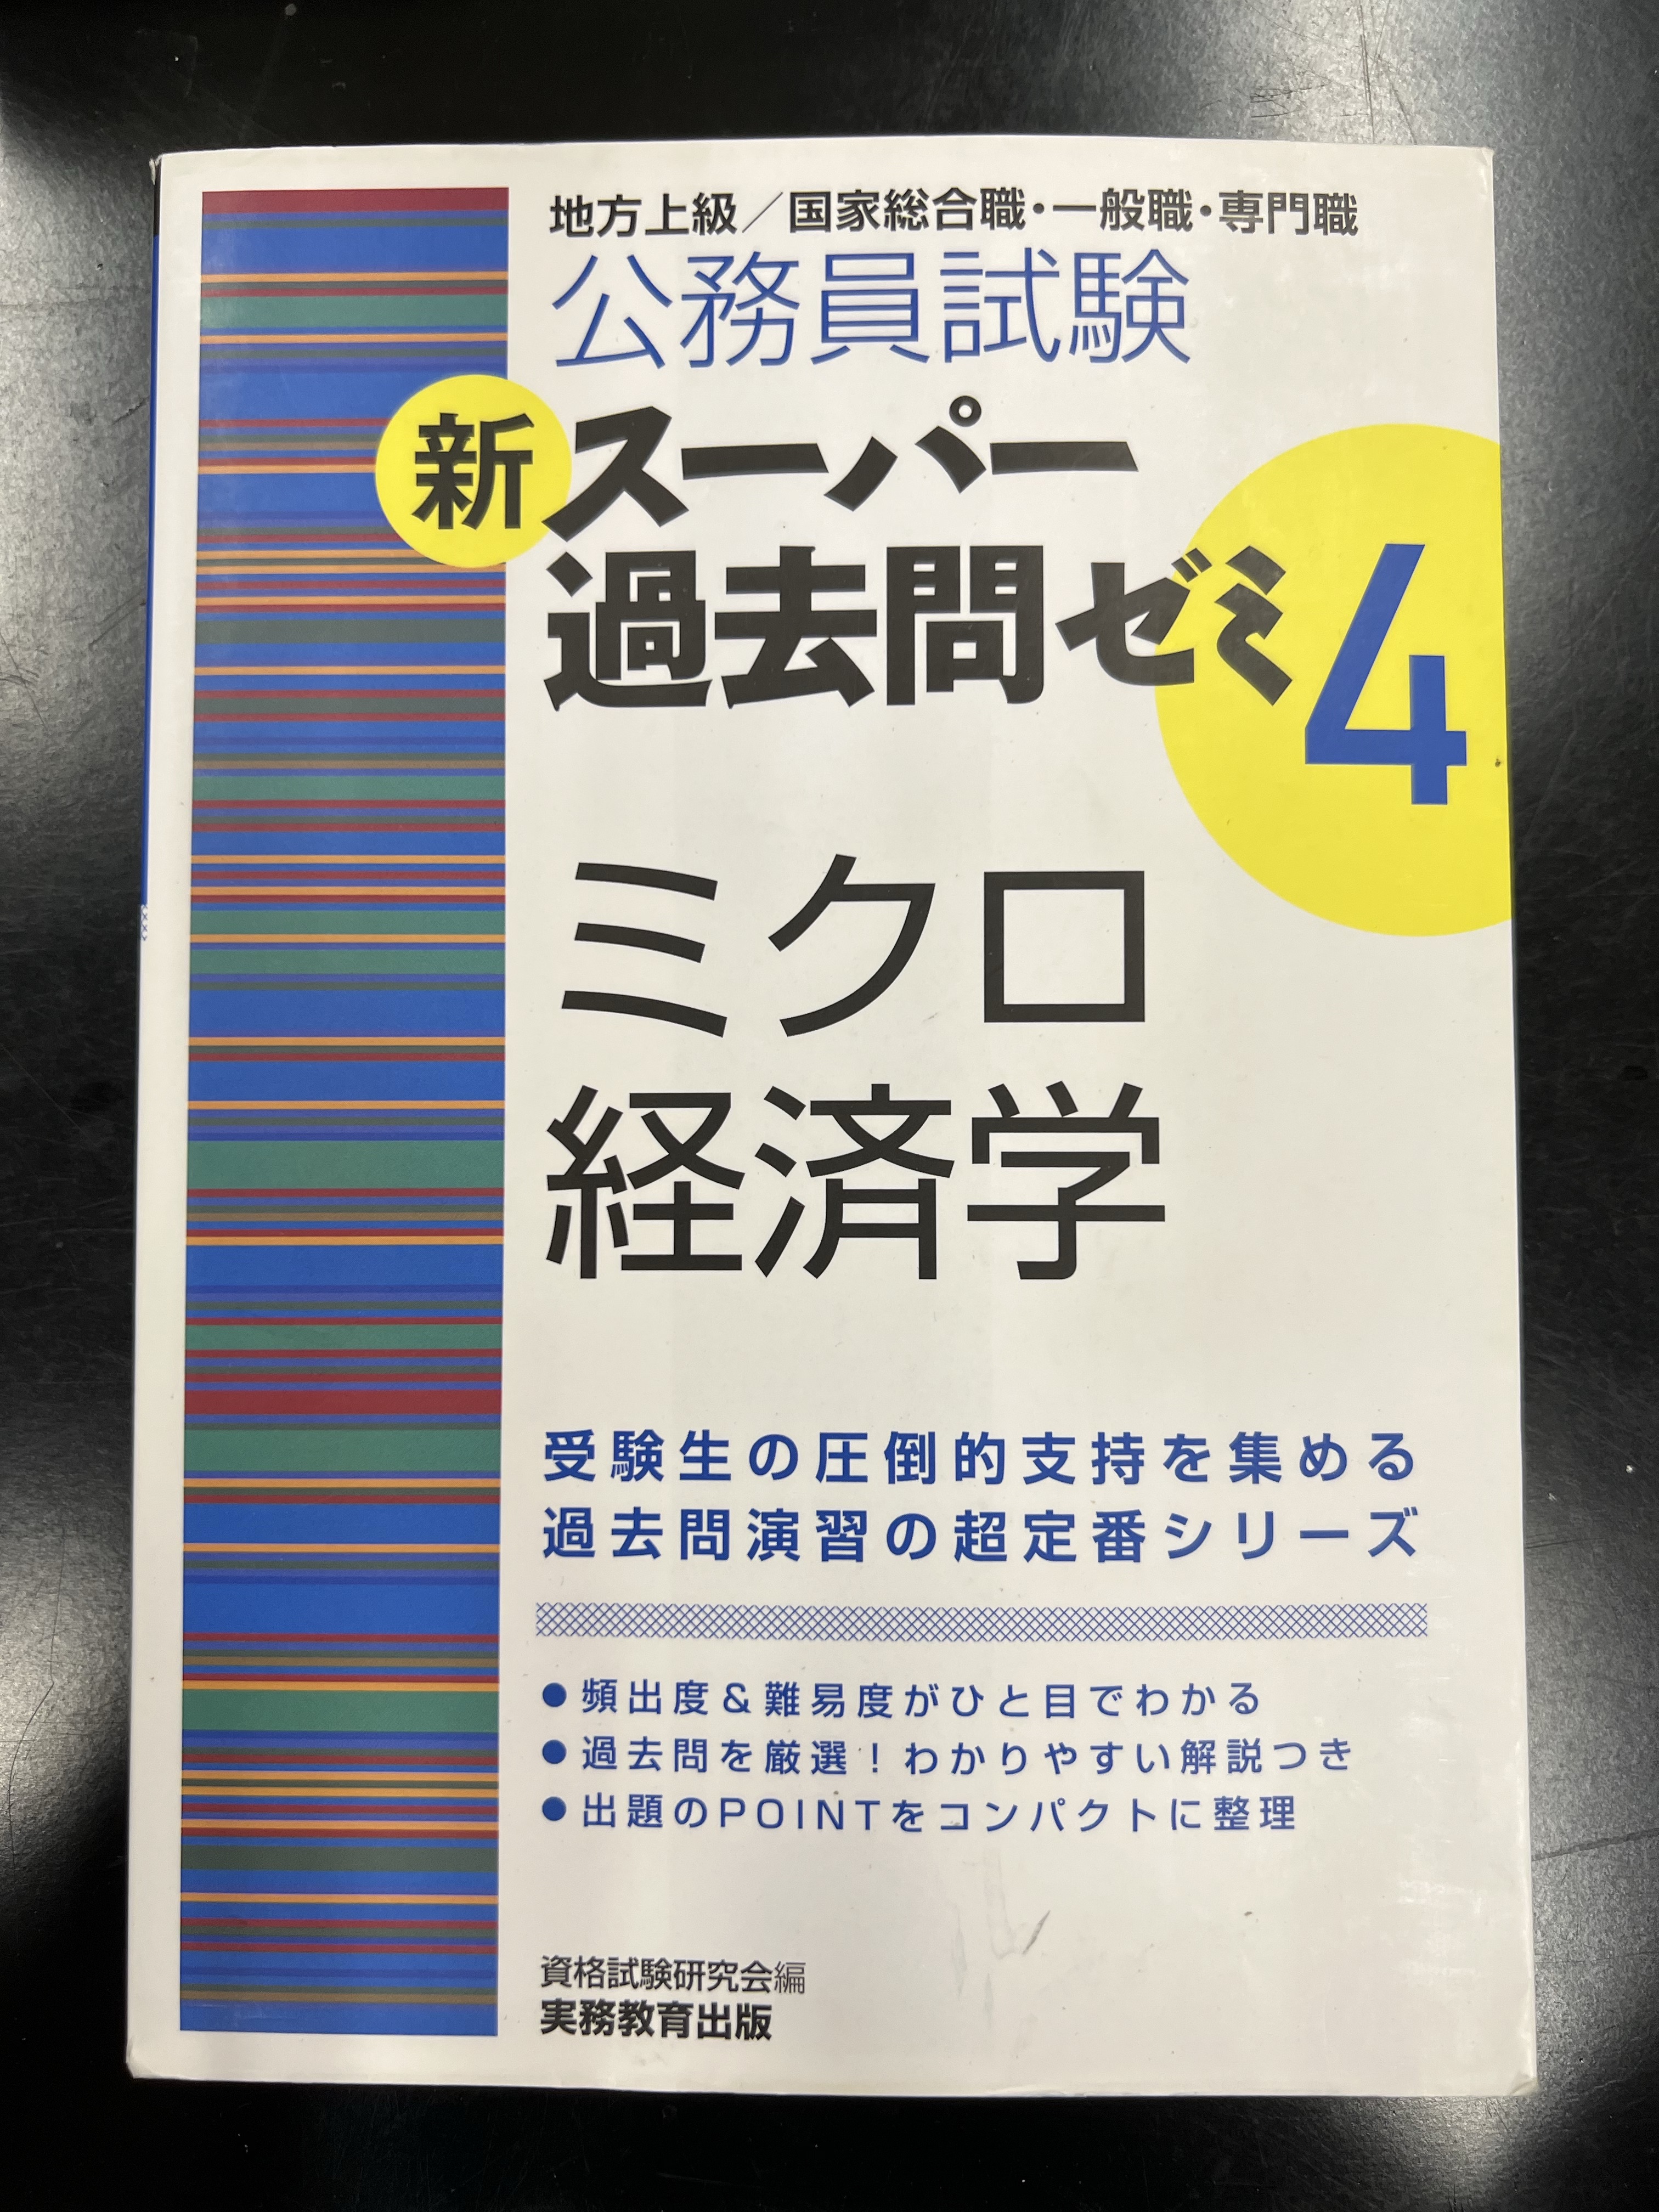 地方上級／国家総合職・一般職・専門職
公務員試験
新スーパー
過去問ゼミ4
ミクロ
経済学
受験生の圧倒的支持を集める
過去問演習の超定番シリーズ
●頻出度＆難易度がひと目でわかる
●過去問を厳選！わかりやすい解説つき
●出題のPOINTをコンパクトに整理
資格試験研究会編
実務教育出版